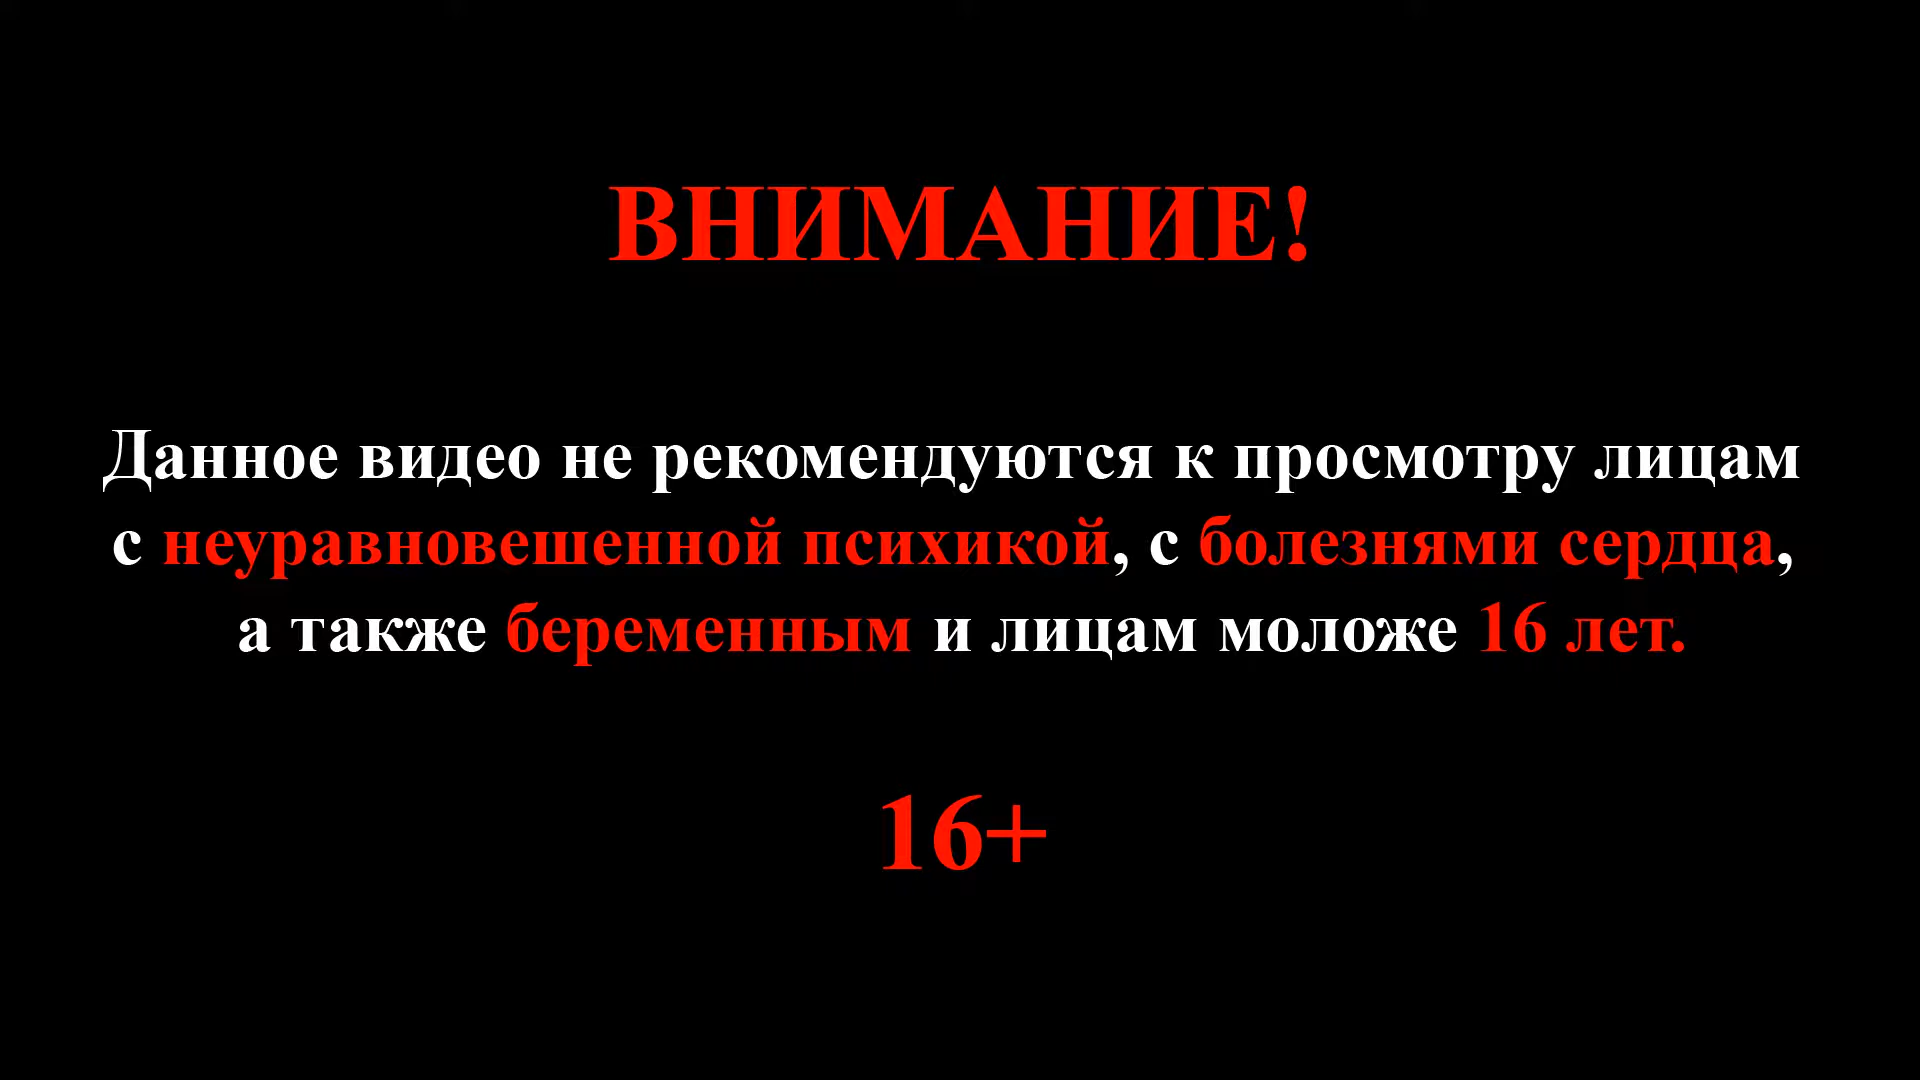 ВНИМАНИЕ!
Данное видео не рекомендуются к просмотру лицам
с неуравновешенной психикой, с болезнями сердца,
а также беременным и лицам моложе 16 лет.
16+